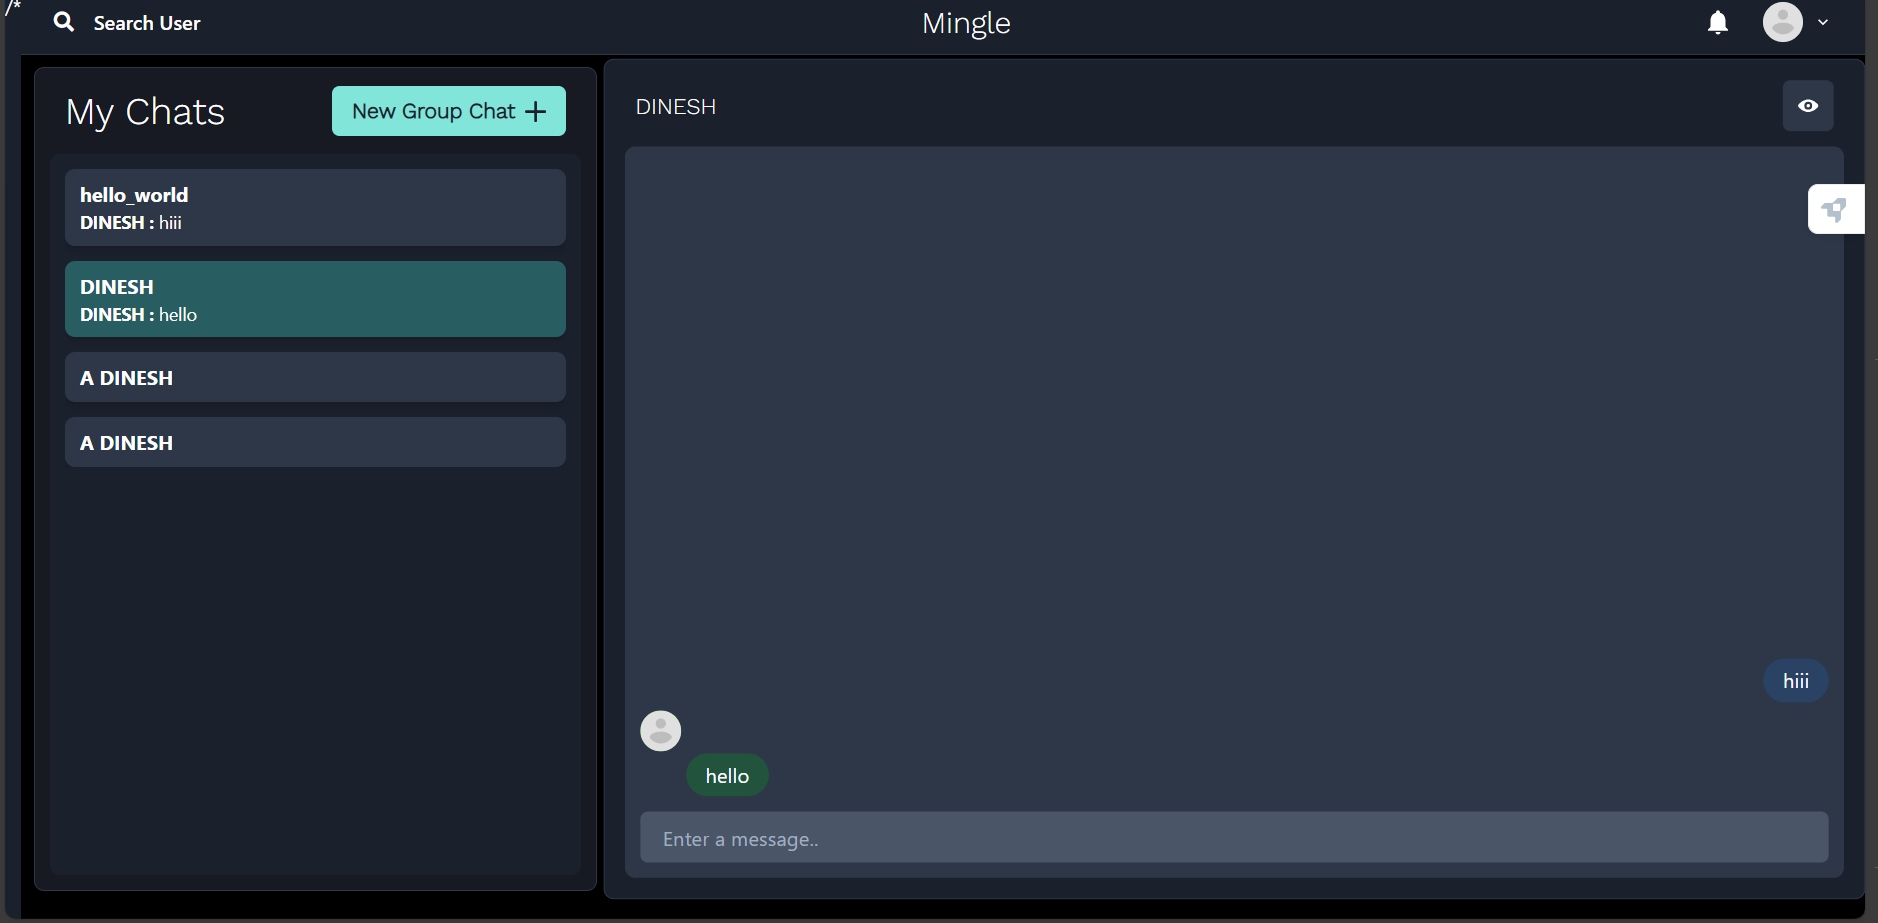 /*
Search User
Mingle
My Chats
New Group Chat +
hello_world
DINESH : hiii
DINESH
DINESH : hello
A DINESH
A DINESH
DINESH
hiii
hello
Enter a message..